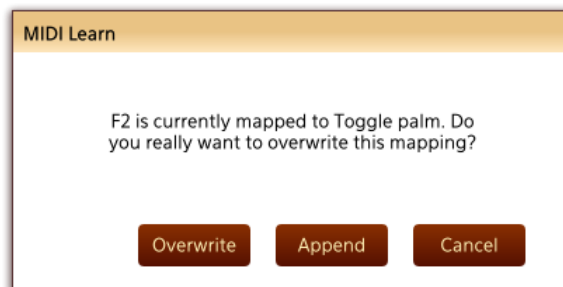 MIDI Learn
F2 is currently mapped to Toggle palm. Do
you really want to overwrite this mapping?
Overwrite
Append
Cancel